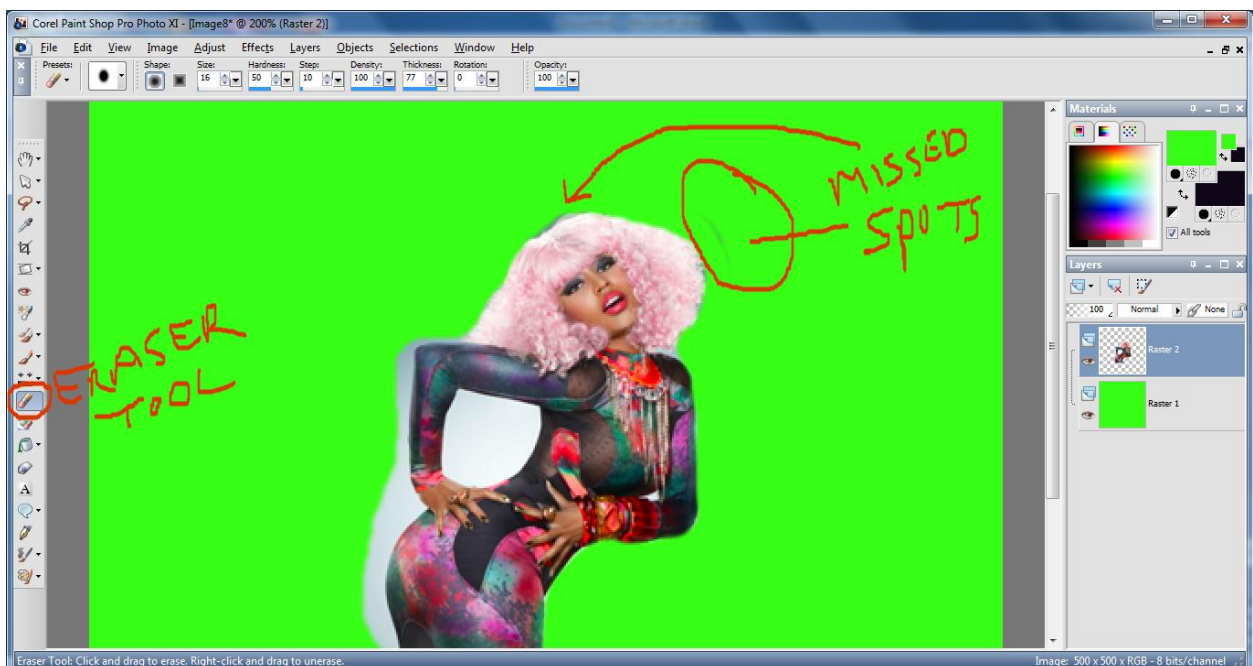 Corel Paint Shop Pro Photo XI - [Image8* @ 200% (Raster 2)]
File Edit View Image Adjust Effects Layers Objects Selections Window Help
Presets: Shape: Size: Hardness: Step: Density: Thickness: Rotation: Opacity:
16 50 10 100 77 0 100
Materials
All tools
MISSED
SPOTS
ERASER
TOOL
Layers
100 Normal None
Raster 2
Raster 1
A
Eraser Tool: Click and drag to erase. Right-click and drag to unerase.
Image: 500 x 500 x RGB - 8 bits/channel